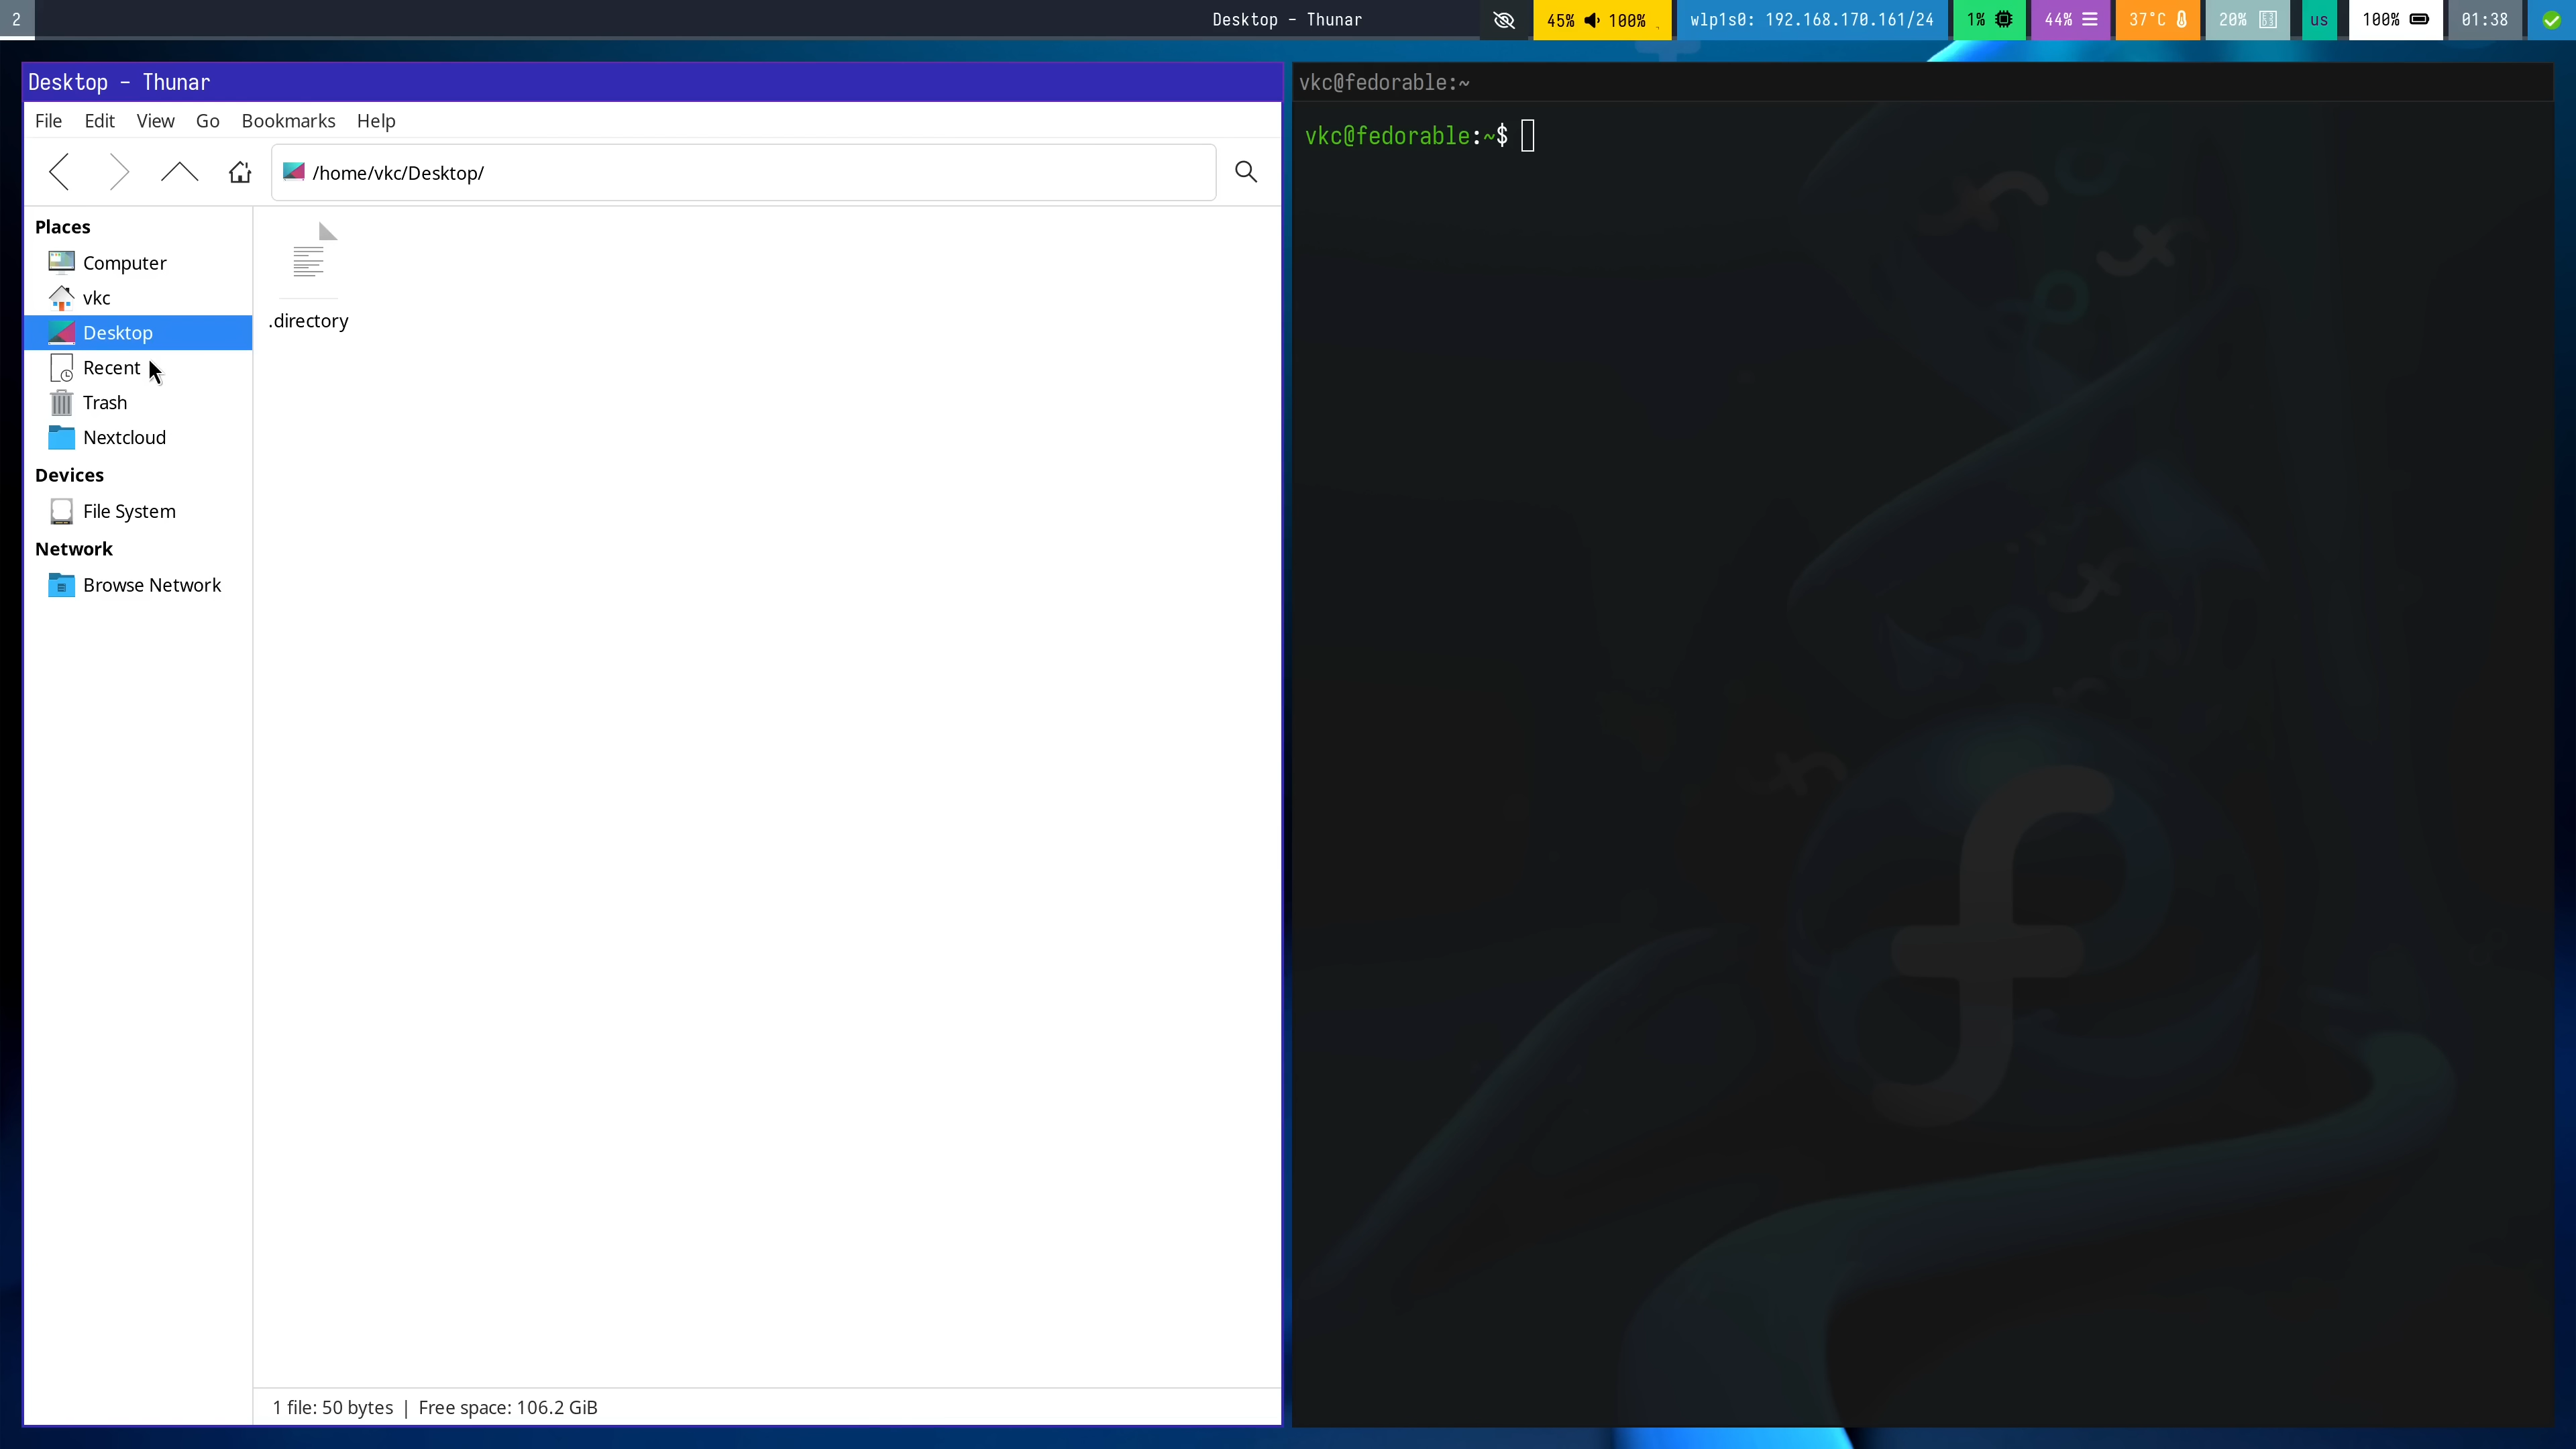 2
Desktop - Thunar
45% 100%
wlp1s0: 192.168.170.161/24
1%
44%
37°C
20%
us
100%
01:38
Desktop - Thunar
File Edit View Go Bookmarks Help
/home/vkc/Desktop/
Places
Computer
vkc
Desktop
Recent
Trash
Nextcloud
Devices
File System
Network
Browse Network
.directory
1 file: 50 bytes | Free space: 106.2 GiB
vkc@fedorable:~
vkc@fedorable:~$